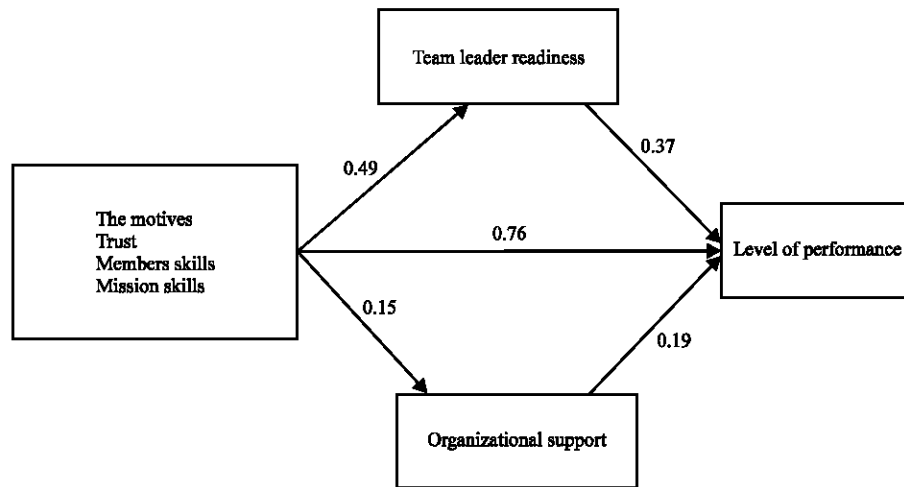 Team leader readiness
0.49
0.37
The motives
Trust
Members skills
Mission skills
0.76
Level of performance
0.15
0.19
Organizational support